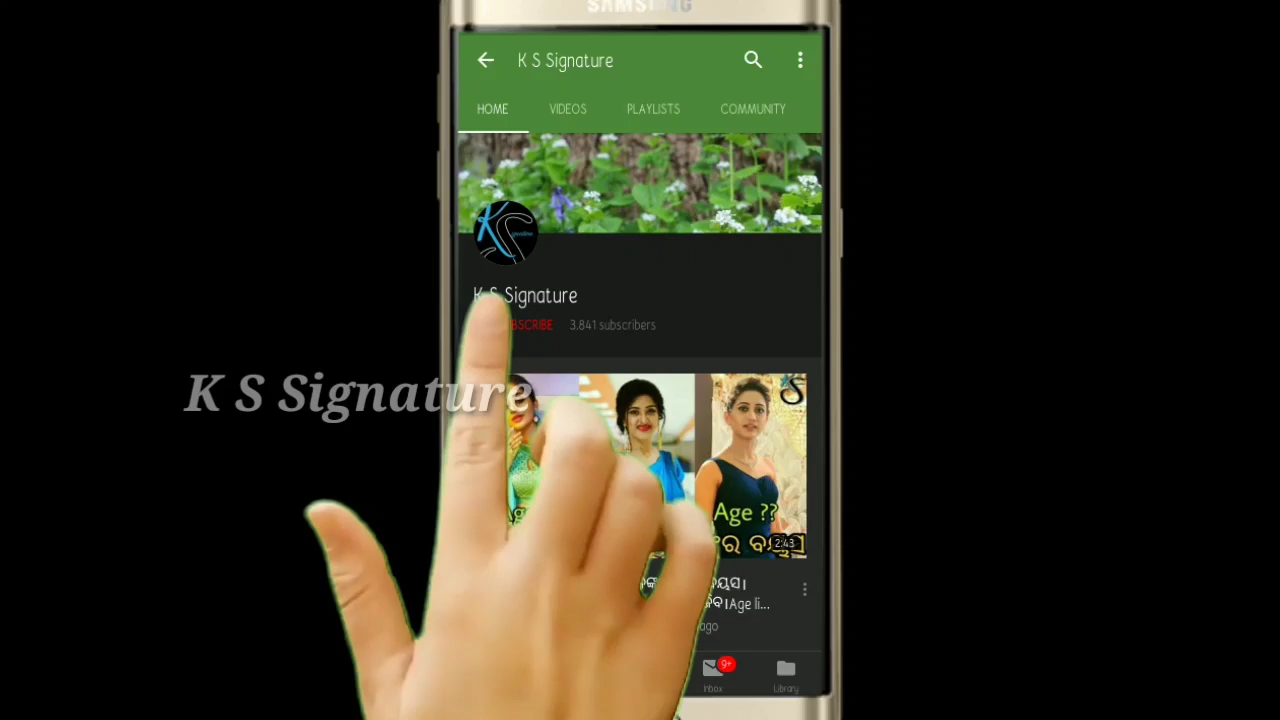 SAMSUNG
K S Signature
HOME VIDEOS PLAYLISTS COMMUNITY
K S Signature
3,841 subscribers
K S Signature
Age ??
ବୟସ
2:43
Age li...
ago
9+
Inbox Library